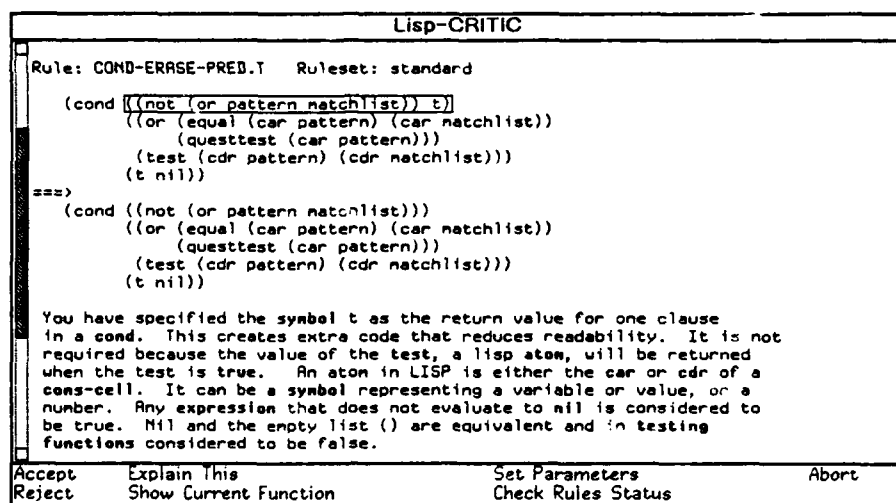 Lisp-CRITIC
Rule: COND-ERASE-PRED.T Ruleset: standard
(cond ((not (or pattern matchlist)) t)
((or (equal (car pattern) (car matchlist))
(questtest (car pattern)))
(test (cdr pattern) (cdr matchlist)))
(t nil))
===>
(cond ((not (or pattern matchlist)))
((or (equal (car pattern) (car matchlist))
(questtest (car pattern)))
(test (cdr pattern) (cdr matchlist)))
(t nil))
You have specified the symbol t as the return value for one clause
in a cond. This creates extra code that reduces readability. It is not
required because the value of the test, a lisp atom, will be returned
when the test is true. An atom in LISP is either the car or cdr of a
cons-cell. It can be a symbol representing a variable or value, or a
number. Any expression that does not evaluate to nil is considered to
be true. Nil and the empty list () are equivalent and in testing
functions considered to be false.
Accept Explain This Set Parameters Abort
Reject Show Current Function Check Rules Status